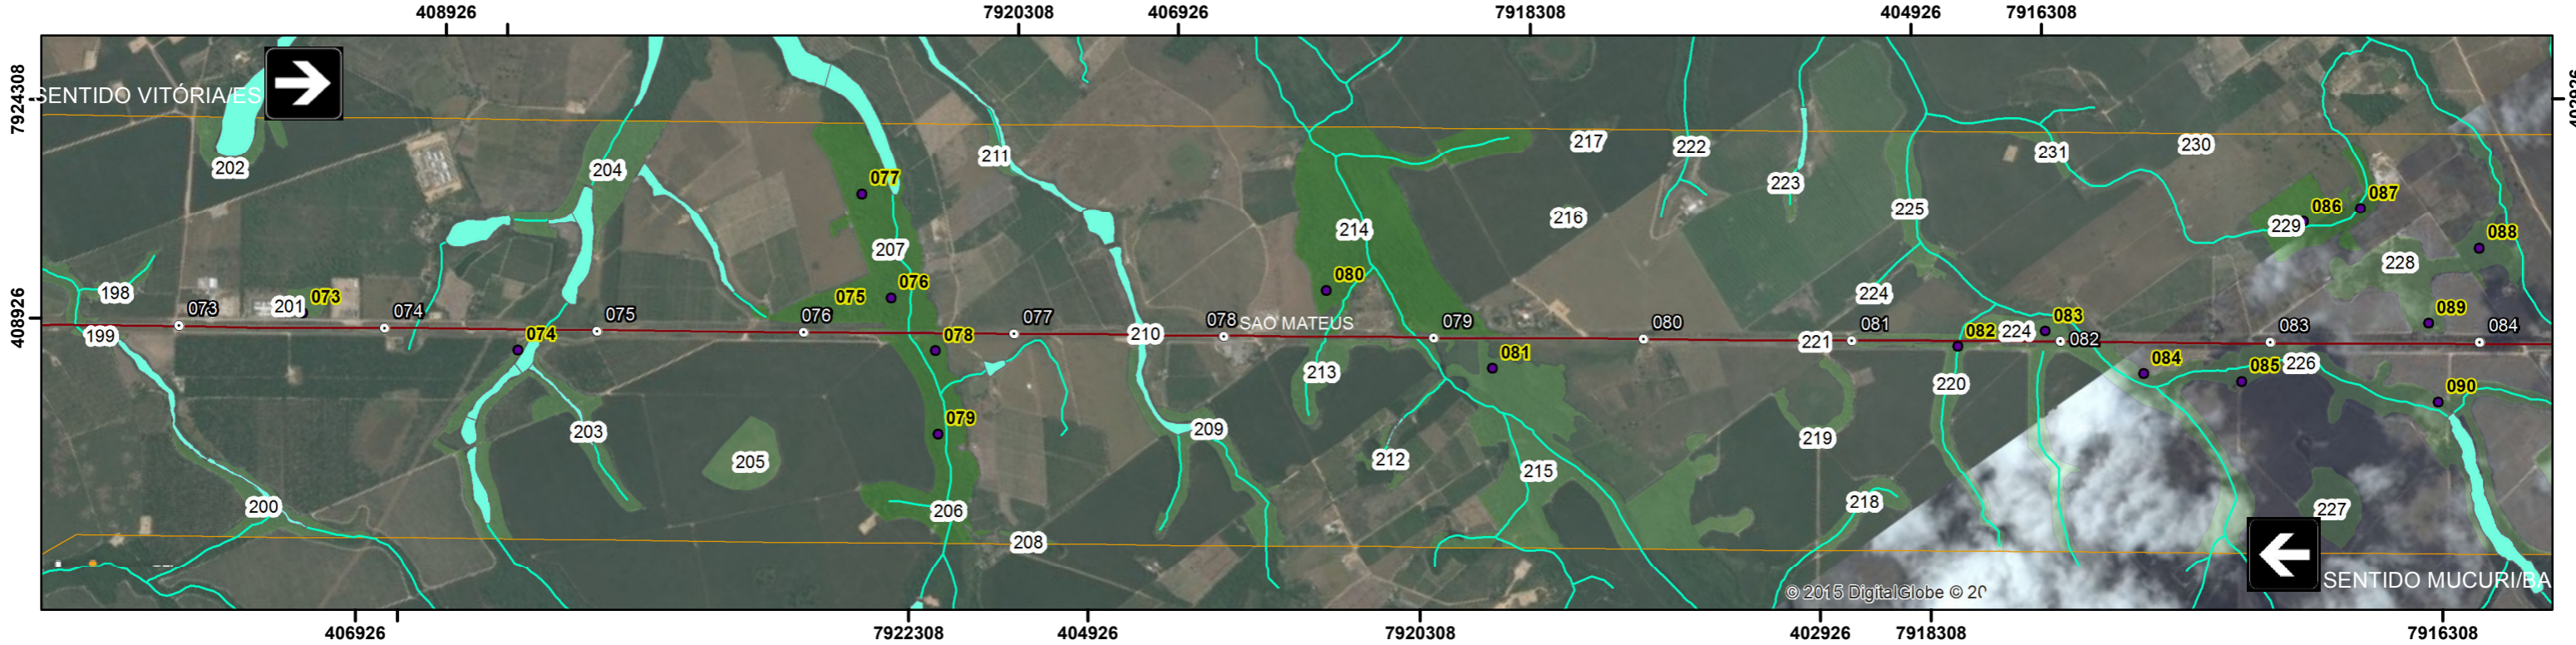 408926 7920308 406926 7918308 404926 7916308
7924308
SENTIDO VITÓRIA/ES
202 204 077 211 214 217 216 222 223 225 231 230 229 086 087 228 088
207
198 201 073 073 074 075 075 076 076 080 224 083 083 089 084
408926
199 074 078 077 210 078 SAO MATEUS 079 080 221 081 082 224 082 084 085 226 090
213 081 220
203 079 209 219
205 212 215
200 206 218 227
208
© 2015 DigitalGlobe © 20
SENTIDO MUCURI/BA
406926 7922308 404926 7920308 402926 7918308 7916308